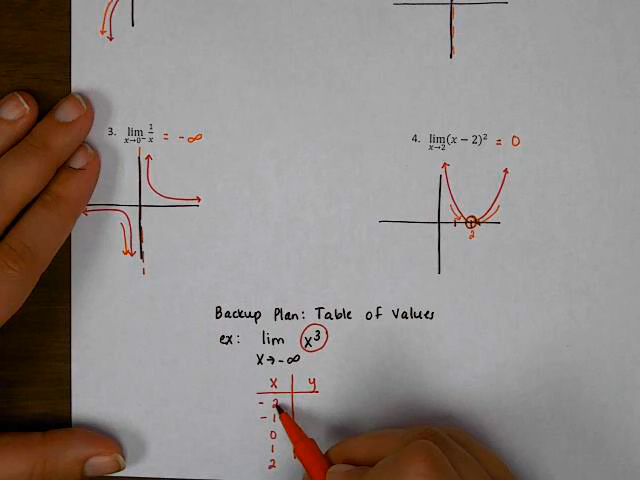 3. lim x→0⁻ 1/x = -∞
4. lim x→2 (x − 2)² = 0
2
Backup Plan: Table of Values
ex: lim x³
x→-∞
x y
-2
-1
0
1
2